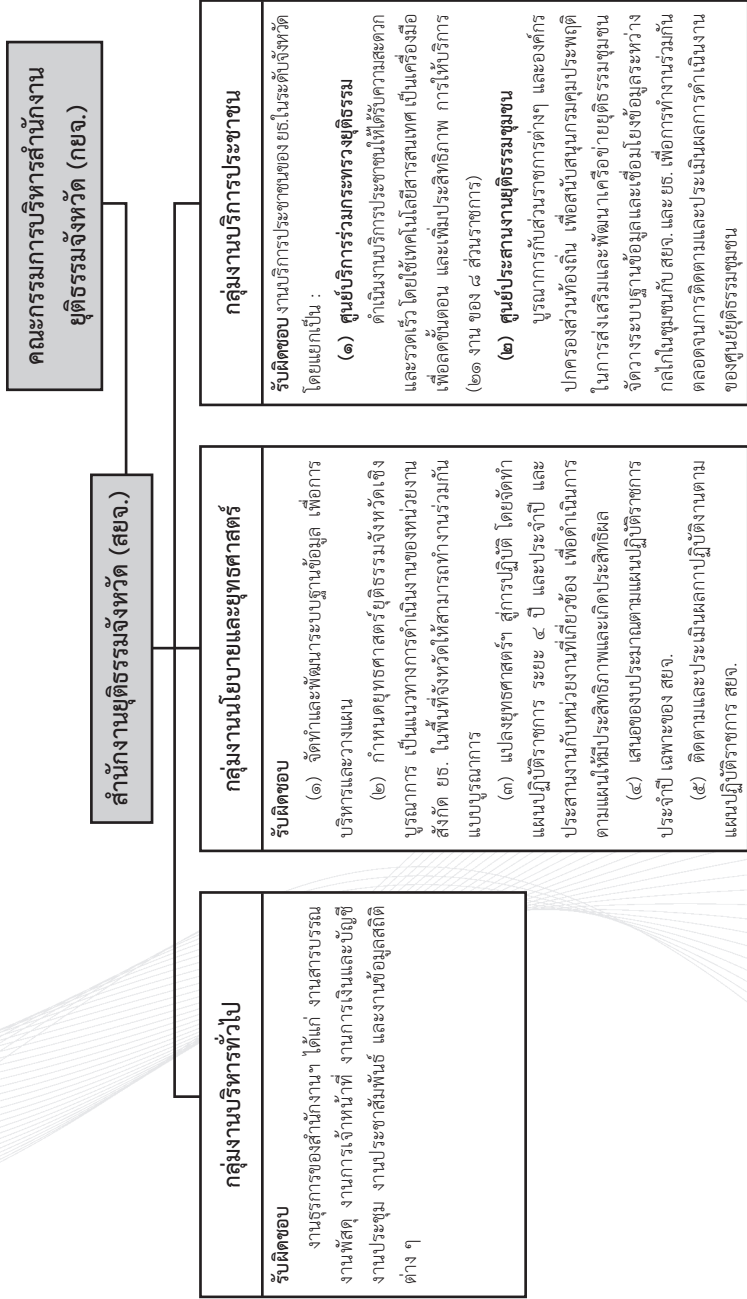 คณะกรรมการบริหารสำนักงาน
ยุติธรรมจังหวัด (กยจ.)
สำนักงานยุติธรรมจังหวัด (สยจ.)
กลุ่มงานบริหารทั่วไป
รับผิดชอบ
งานธุรการของสำนักงานฯ ได้แก่ งานสารบรรณ
งานพัสดุ งานการเจ้าหน้าที่ งานการเงินและบัญชี
งานประชุม งานประชาสัมพันธ์ และงานข้อมูลสถิติ
ต่าง ๆ
กลุ่มงานนโยบายและยุทธศาสตร์
รับผิดชอบ
(๑) จัดทำและพัฒนาระบบฐานข้อมูล เพื่อการ
บริหารและวางแผน
(๒) กำหนดยุทธศาสตร์ยุติธรรมจังหวัดเชิง
บูรณาการ เป็นแนวทางการดำเนินงานของหน่วยงาน
สังกัด ยธ. ในพื้นที่จังหวัดให้สามารถทำงานร่วมกัน
แบบบูรณาการ
(๓) แปลงยุทธศาสตร์ฯ สู่การปฏิบัติ โดยจัดทำ
แผนปฏิบัติราชการ ระยะ ๔ ปี และประจำปี และ
ประสานงานกับหน่วยงานที่เกี่ยวข้อง เพื่อดำเนินการ
ตามแผนให้มีประสิทธิภาพและเกิดประสิทธิผล
(๔) เสนอของบประมาณตามแผนปฏิบัติราชการ
ประจำปี เฉพาะของ สยจ.
(๕) ติดตามและประเมินผลกาปฏิบัติงานตาม
แผนปฏิบัติราชการ สยจ.
กลุ่มงานบริการประชาชน
รับผิดชอบ งานบริการประชาชนของ ยธ.ในระดับจังหวัด
โดยแยกเป็น :
(๑) ศูนย์บริการร่วมกระทรวงยุติธรรม
ดำเนินงานบริการประชาชนให้ได้รับความสะดวก
และรวดเร็ว โดยใช้เทคโนโลยีสารสนเทศ เป็นเครื่องมือ
เพื่อลดขั้นตอน และเพิ่มประสิทธิภาพ การให้บริการ
(๒๑ งาน ของ ๘ ส่วนราชการ)
(๒) ศูนย์ประสานงานยุติธรรมชุมชน
บูรณาการกับส่วนราชการต่างๆ และองค์กร
ปกครองส่วนท้องถิ่น เพื่อสนับสนุนกรมคุมประพฤติ
ในการส่งเสริมและพัฒนาเครือข่ายยุติธรรมชุมชน
จัดวางระบบฐานข้อมูลและเชื่อมโยงข้อมูลระหว่าง
กลไกในชุมชนกับ สยจ. และ ยธ. เพื่อการทำงานร่วมกัน
ตลอดจนการติดตามและประเมินผลการดำเนินงาน
ของศูนย์ยุติธรรมชุมชน